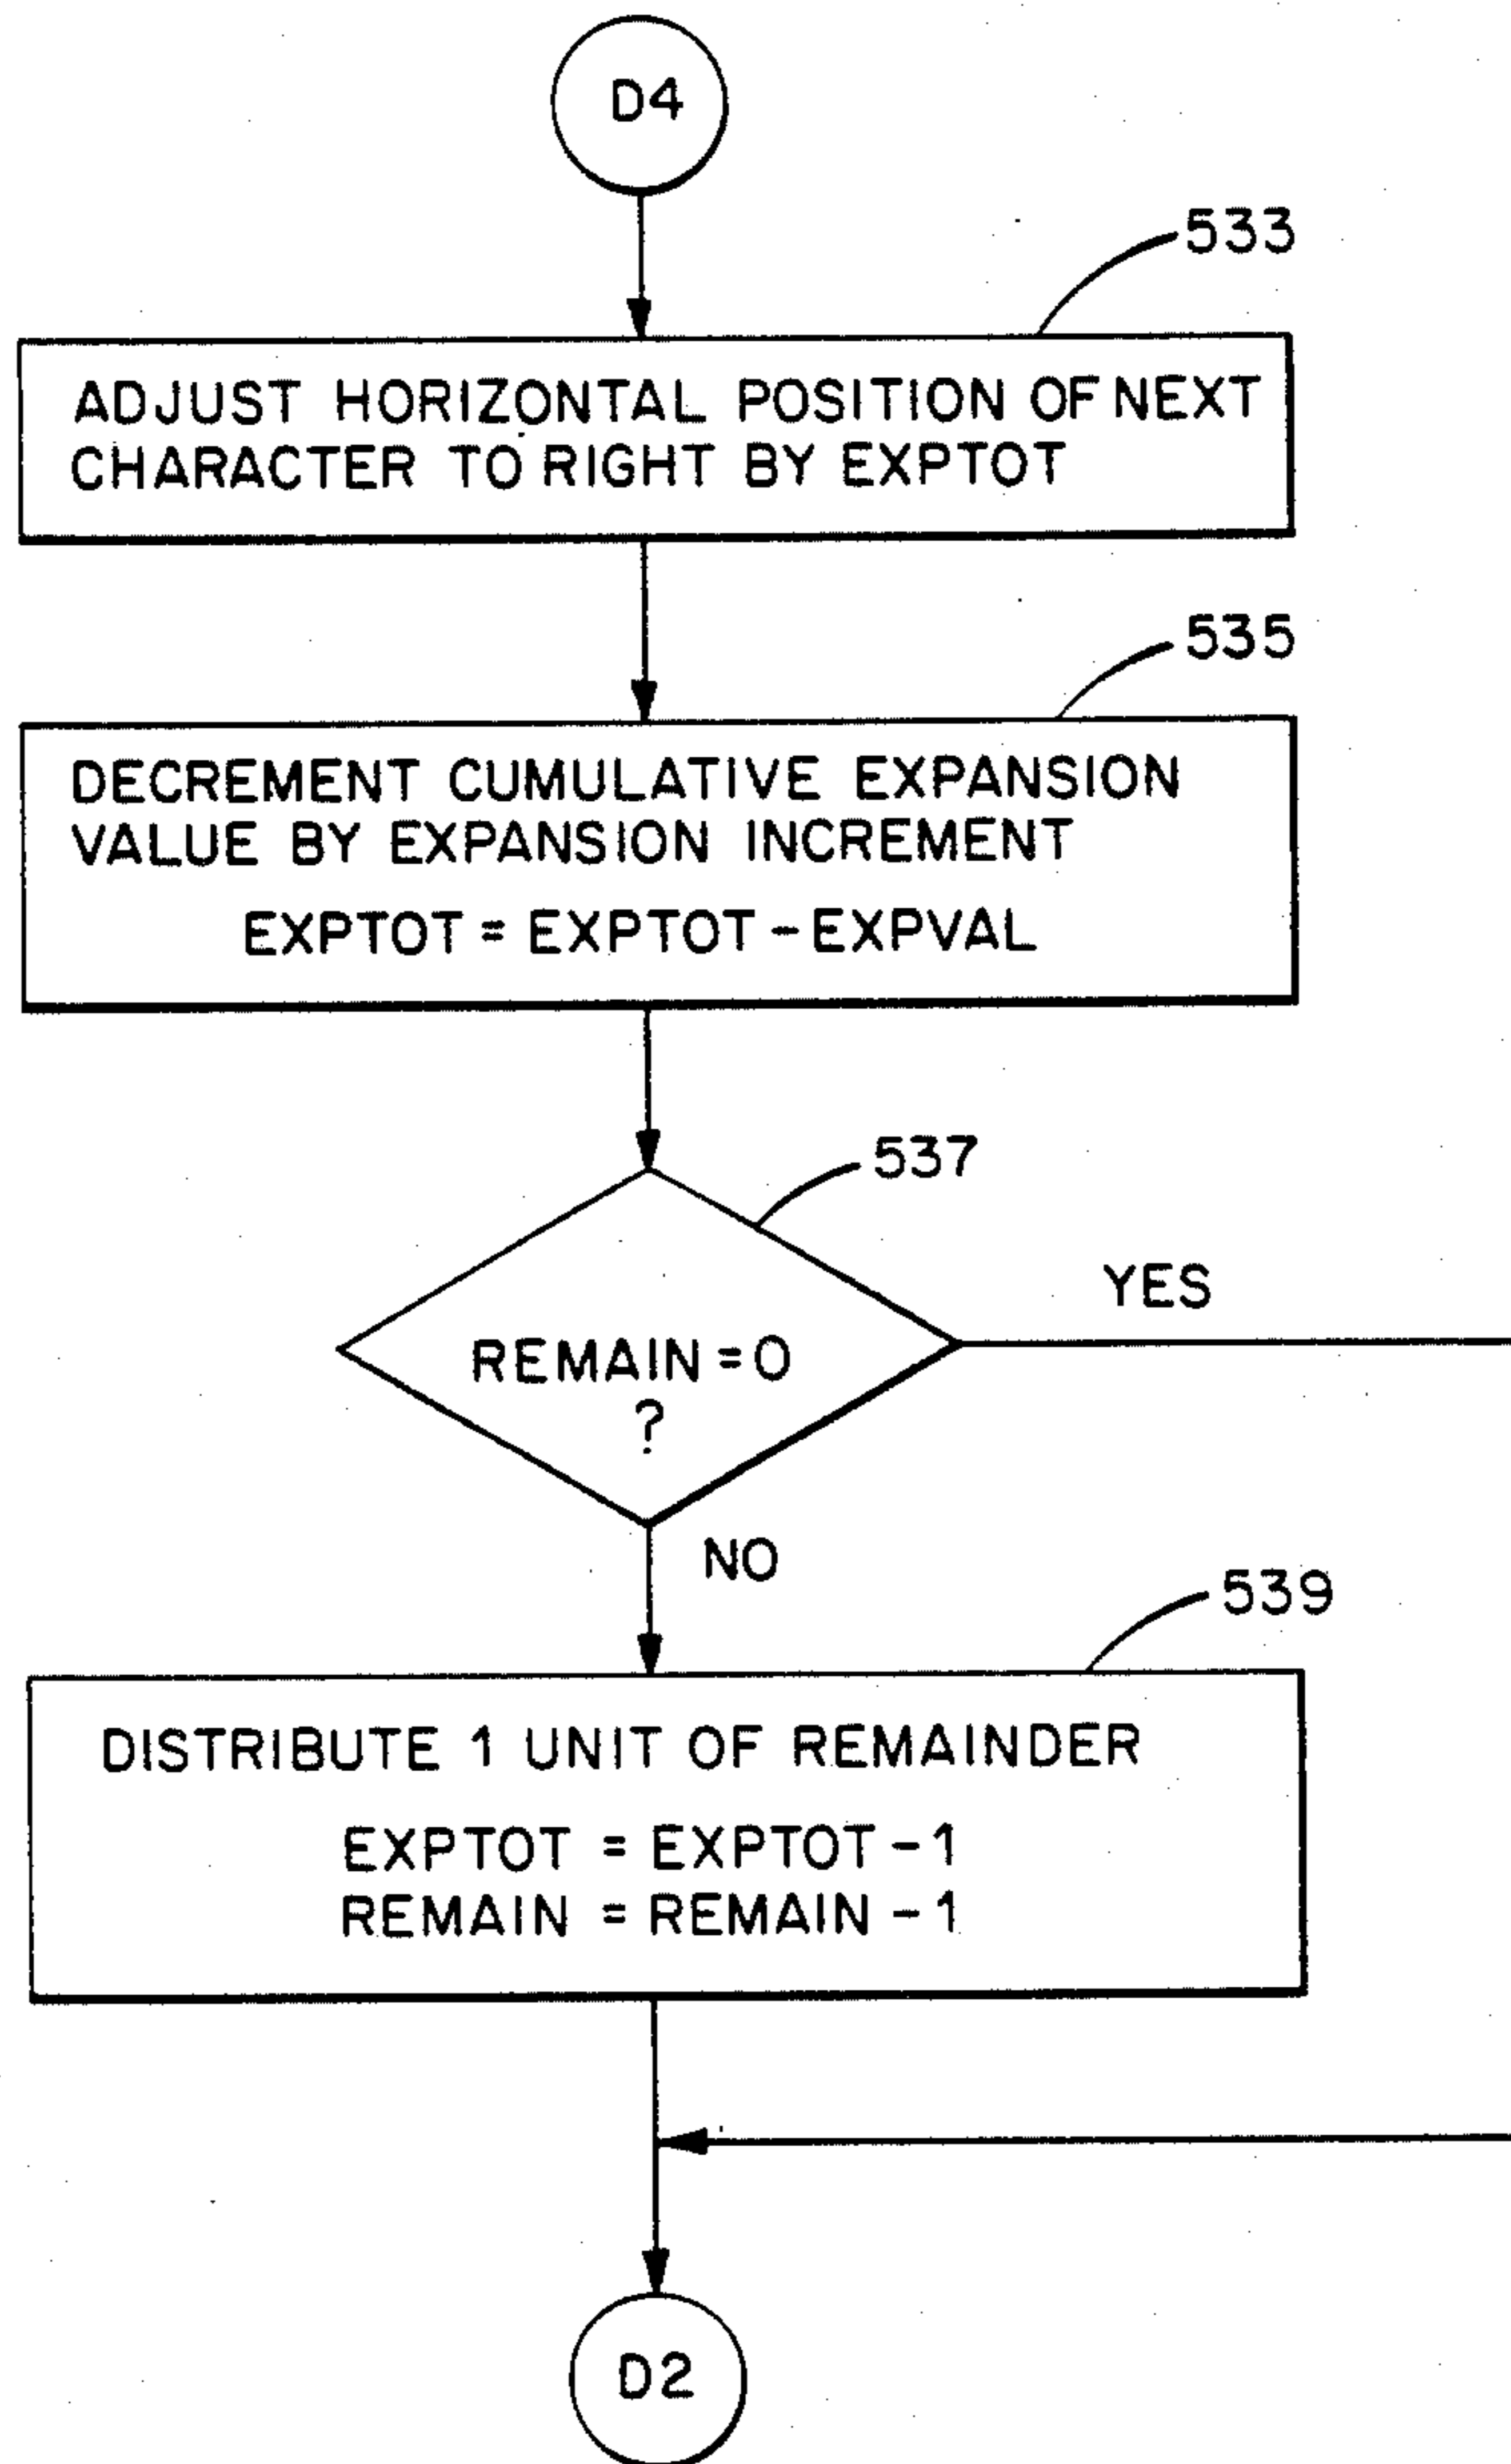 D4
533
ADJUST HORIZONTAL POSITION OF NEXT
CHARACTER TO RIGHT BY EXPTOT
535
DECREMENT CUMULATIVE EXPANSION
VALUE BY EXPANSION INCREMENT
EXPTOT = EXPTOT - EXPVAL
537
YES
REMAIN = 0
?
NO
539
DISTRIBUTE 1 UNIT OF REMAINDER
EXPTOT = EXPTOT - 1
REMAIN = REMAIN - 1
D2